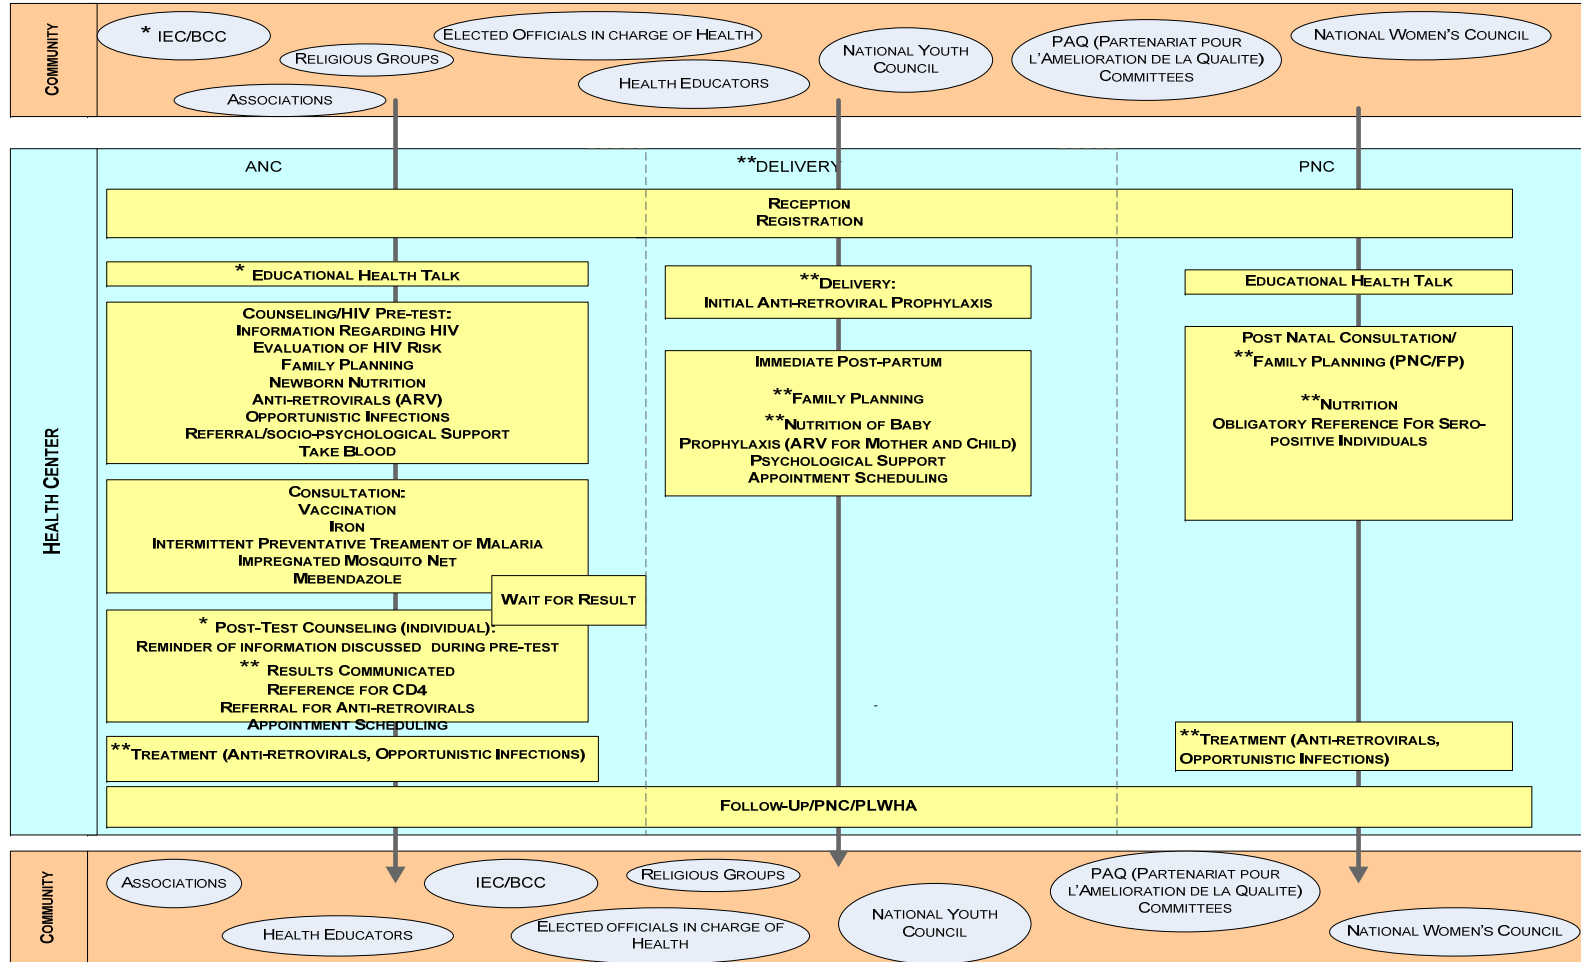 COMMUNITY
* IEC/BCC
RELIGIOUS GROUPS
ASSOCIATIONS
ELECTED OFFICIALS IN CHARGE OF HEALTH
HEALTH EDUCATORS
NATIONAL YOUTH
COUNCIL
PAQ (PARTENARIAT POUR
L'AMELIORATION DE LA QUALITE)
COMMITTEES
NATIONAL WOMEN'S COUNCIL
HEALTH CENTER
ANC
**DELIVERY
PNC
RECEPTION
REGISTRATION
* EDUCATIONAL HEALTH TALK
COUNSELING/HIV PRE-TEST:
INFORMATION REGARDING HIV
EVALUATION OF HIV RISK
FAMILY PLANNING
NEWBORN NUTRITION
ANTI-RETROVIRALS (ARV)
OPPORTUNISTIC INFECTIONS
REFERRAL/SOCIO-PSYCHOLOGICAL SUPPORT
TAKE BLOOD
CONSULTATION:
VACCINATION
IRON
INTERMITTENT PREVENTATIVE TREAMENT OF MALARIA
IMPREGNATED MOSQUITO NET
MEBENDAZOLE
WAIT FOR RESULT
* POST-TEST COUNSELING (INDIVIDUAL):
REMINDER OF INFORMATION DISCUSSED DURING PRE-TEST
** RESULTS COMMUNICATED
REFERENCE FOR CD4
REFERRAL FOR ANTI-RETROVIRALS
APPOINTMENT SCHEDULING
**TREATMENT (ANTI-RETROVIRALS, OPPORTUNISTIC INFECTIONS)
**DELIVERY:
INITIAL ANTI-RETROVIRAL PROPHYLAXIS
IMMEDIATE POST-PARTUM
**FAMILY PLANNING
**NUTRITION OF BABY
PROPHYLAXIS (ARV FOR MOTHER AND CHILD)
PSYCHOLOGICAL SUPPORT
APPOINTMENT SCHEDULING
EDUCATIONAL HEALTH TALK
POST NATAL CONSULTATION/
**FAMILY PLANNING (PNC/FP)
**NUTRITION
OBLIGATORY REFERENCE FOR SERO-
POSITIVE INDIVIDUALS
**TREATMENT (ANTI-RETROVIRALS,
OPPORTUNISTIC INFECTIONS)
FOLLOW-UP/PNC/PLWHA
COMMUNITY
ASSOCIATIONS
HEALTH EDUCATORS
IEC/BCC
ELECTED OFFICIALS IN CHARGE OF
HEALTH
RELIGIOUS GROUPS
NATIONAL YOUTH
COUNCIL
PAQ (PARTENARIAT POUR
L'AMELIORATION DE LA QUALITE)
COMMITTEES
NATIONAL WOMEN'S COUNCIL